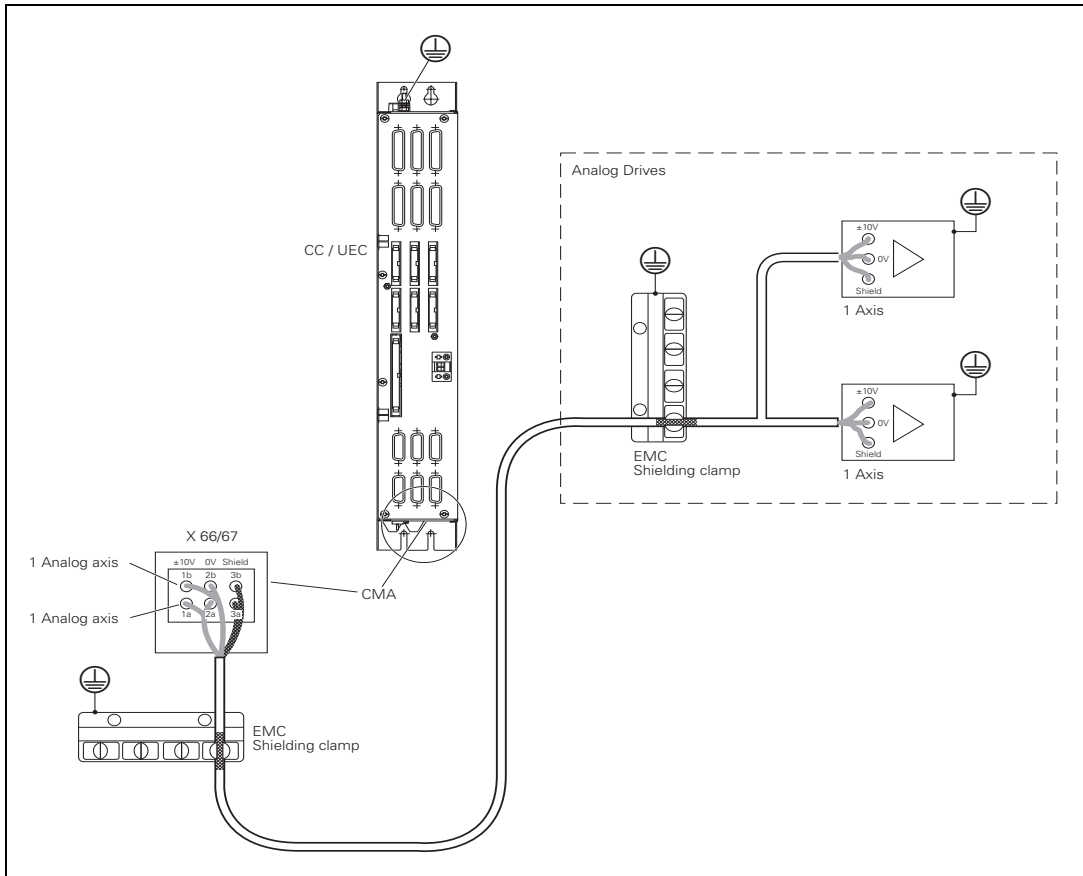 Analog Drives
CC / UEC
±10V
0V
Shield
1 Axis
±10V
0V
Shield
1 Axis
EMC
Shielding clamp
X 66/67
±10V 0V Shield
1b 2b 3b
1a 2a 3a
1 Analog axis
1 Analog axis
CMA
EMC
Shielding clamp